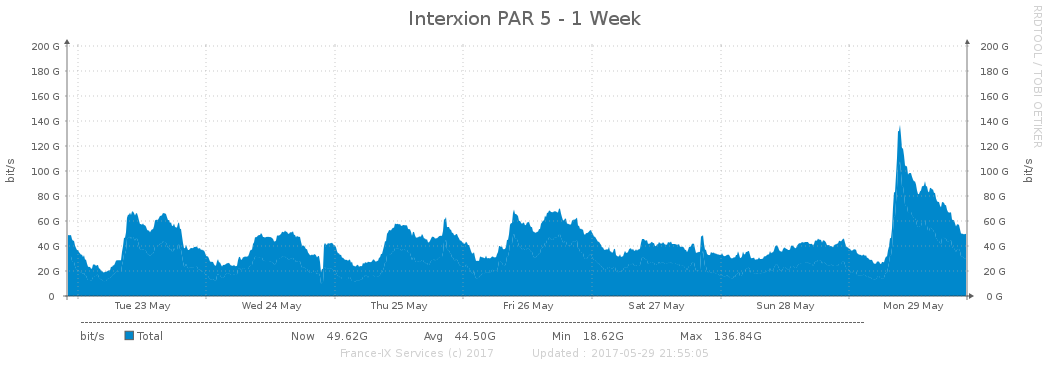 Interxion PAR 5 - 1 Week
RRDTOOL / TOBI OETIKER
bit/s
200 G 200 G
180 G 180 G
160 G 160 G
140 G 140 G
120 G 120 G
100 G 100 G
80 G 80 G
60 G 60 G
40 G 40 G
20 G 20 G
0 0 G
bit/s
Tue 23 May Wed 24 May Thu 25 May Fri 26 May Sat 27 May Sun 28 May Mon 29 May
bit/s Total Now 49.62G Avg 44.50G Min 18.62G Max 136.84G
France-IX Services (c) 2017 Updated : 2017-05-29 21:55:05